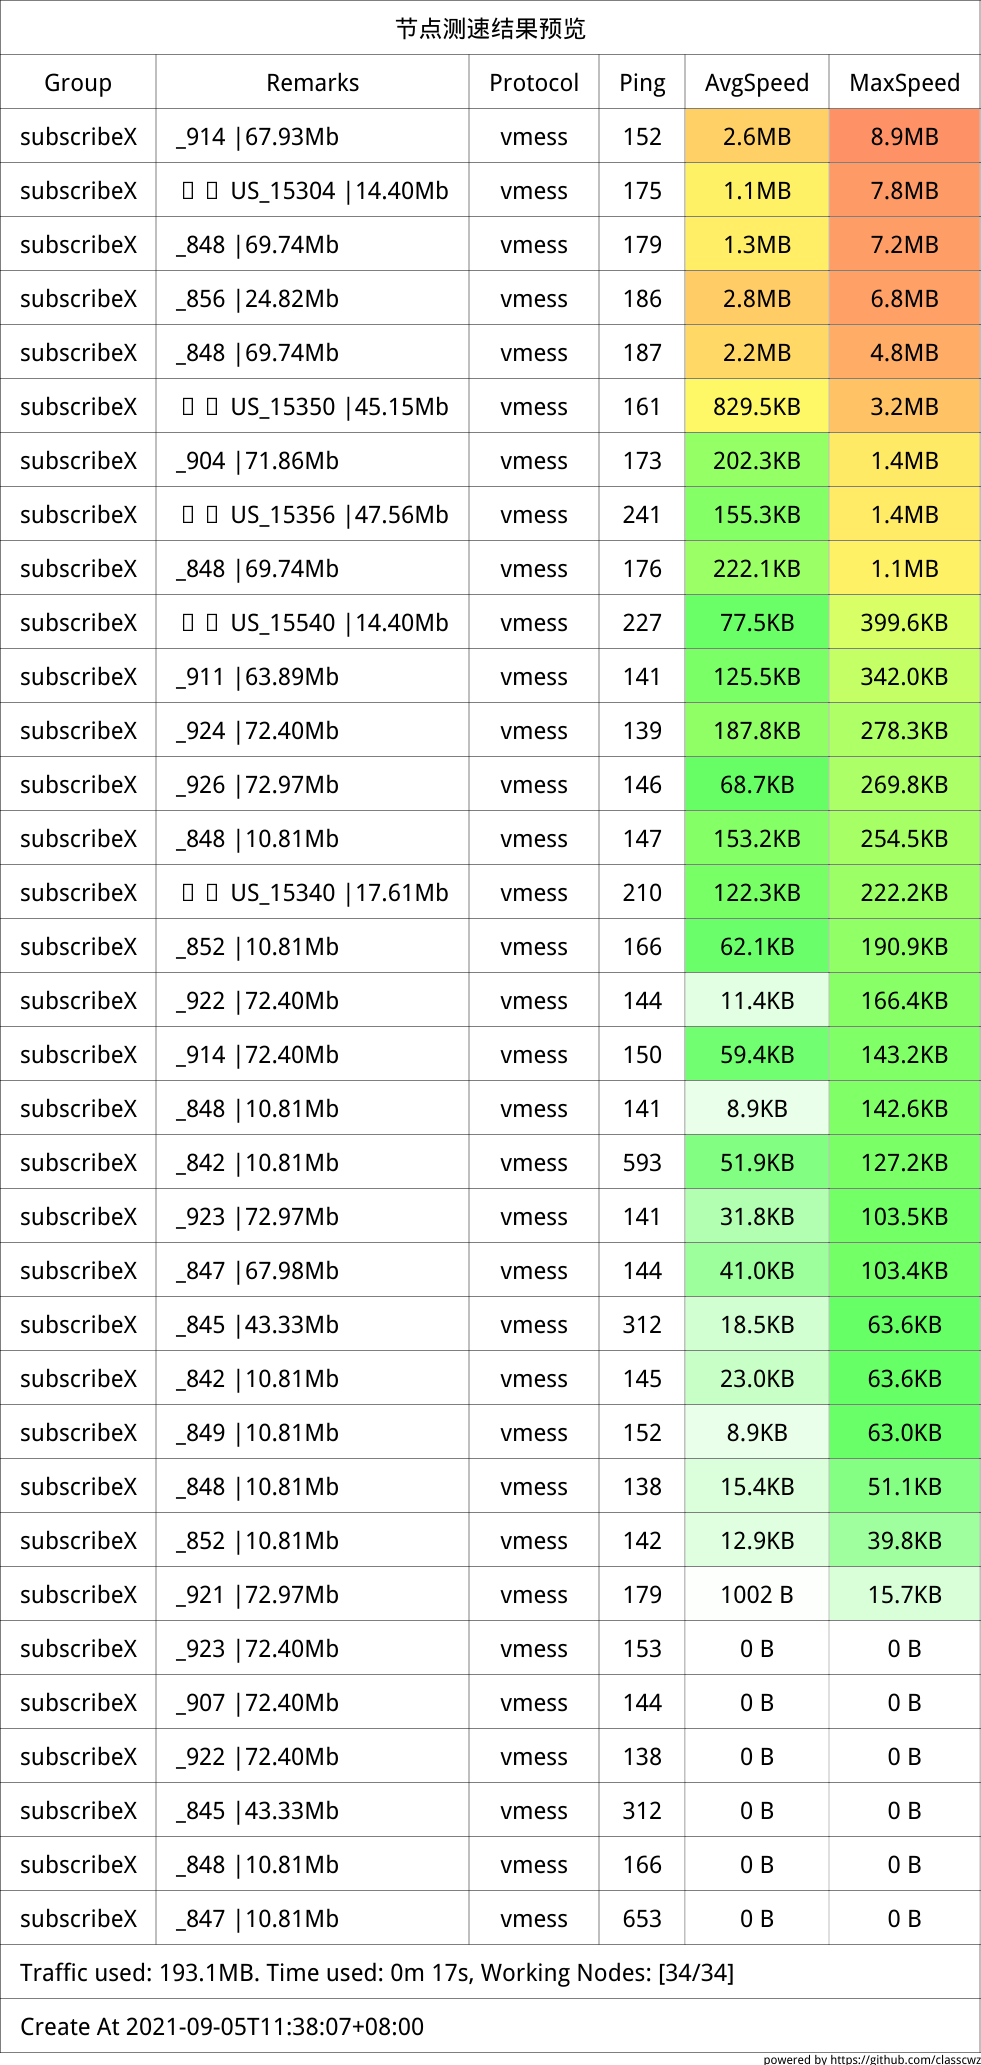 节点测速结果预览
Group Remarks Protocol Ping AvgSpeed MaxSpeed
subscribeX _914 |67.93Mb vmess 152 2.6MB 8.9MB
subscribeX US_15304 |14.40Mb vmess 175 1.1MB 7.8MB
subscribeX _848 |69.74Mb vmess 179 1.3MB 7.2MB
subscribeX _856 |24.82Mb vmess 186 2.8MB 6.8MB
subscribeX _848 |69.74Mb vmess 187 2.2MB 4.8MB
subscribeX US_15350 |45.15Mb vmess 161 829.5KB 3.2MB
subscribeX _904 |71.86Mb vmess 173 202.3KB 1.4MB
subscribeX US_15356 |47.56Mb vmess 241 155.3KB 1.4MB
subscribeX _848 |69.74Mb vmess 176 222.1KB 1.1MB
subscribeX US_15540 |14.40Mb vmess 227 77.5KB 399.6KB
subscribeX _911 |63.89Mb vmess 141 125.5KB 342.0KB
subscribeX _924 |72.40Mb vmess 139 187.8KB 278.3KB
subscribeX _926 |72.97Mb vmess 146 68.7KB 269.8KB
subscribeX _848 |10.81Mb vmess 147 153.2KB 254.5KB
subscribeX US_15340 |17.61Mb vmess 210 122.3KB 222.2KB
subscribeX _852 |10.81Mb vmess 166 62.1KB 190.9KB
subscribeX _922 |72.40Mb vmess 144 11.4KB 166.4KB
subscribeX _914 |72.40Mb vmess 150 59.4KB 143.2KB
subscribeX _848 |10.81Mb vmess 141 8.9KB 142.6KB
subscribeX _842 |10.81Mb vmess 593 51.9KB 127.2KB
subscribeX _923 |72.97Mb vmess 141 31.8KB 103.5KB
subscribeX _847 |67.98Mb vmess 144 41.0KB 103.4KB
subscribeX _845 |43.33Mb vmess 312 18.5KB 63.6KB
subscribeX _842 |10.81Mb vmess 145 23.0KB 63.6KB
subscribeX _849 |10.81Mb vmess 152 8.9KB 63.0KB
subscribeX _848 |10.81Mb vmess 138 15.4KB 51.1KB
subscribeX _852 |10.81Mb vmess 142 12.9KB 39.8KB
subscribeX _921 |72.97Mb vmess 179 1002 B 15.7KB
subscribeX _923 |72.40Mb vmess 153 0 B 0 B
subscribeX _907 |72.40Mb vmess 144 0 B 0 B
subscribeX _922 |72.40Mb vmess 138 0 B 0 B
subscribeX _845 |43.33Mb vmess 312 0 B 0 B
subscribeX _848 |10.81Mb vmess 166 0 B 0 B
subscribeX _847 |10.81Mb vmess 653 0 B 0 B
Traffic used: 193.1MB. Time used: 0m 17s, Working Nodes: [34/34]
Create At 2021-09-05T11:38:07+08:00
powered by https://github.com/classcwz